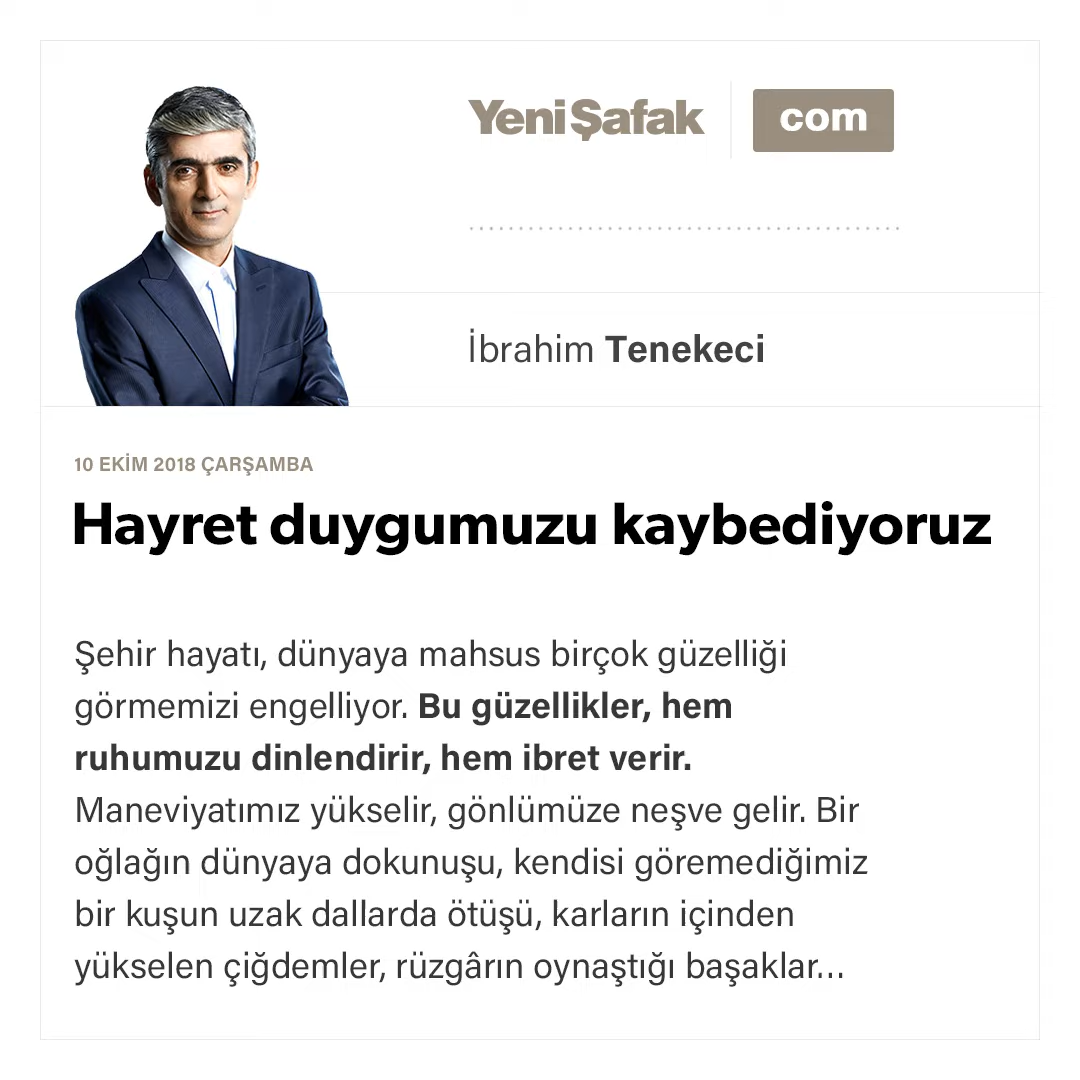 YeniŞafak com
İbrahim Tenekeci
10 EKİM 2018 ÇARŞAMBA
Hayret duygumuzu kaybediyoruz
Şehir hayatı, dünyaya mahsus birçok güzelliği
görmemizi engelliyor. Bu güzellikler, hem
ruhumuzu dinlendirir, hem ibret verir.
Maneviyatımız yükselir, gönlümüze neşve gelir. Bir
oğlağın dünyaya dokunuşu, kendisi göremediğimiz
bir kuşun uzak dallarda ötüşü, karların içinden
yükselen çiğdemler, rüzgârın oynaştığı başaklar...